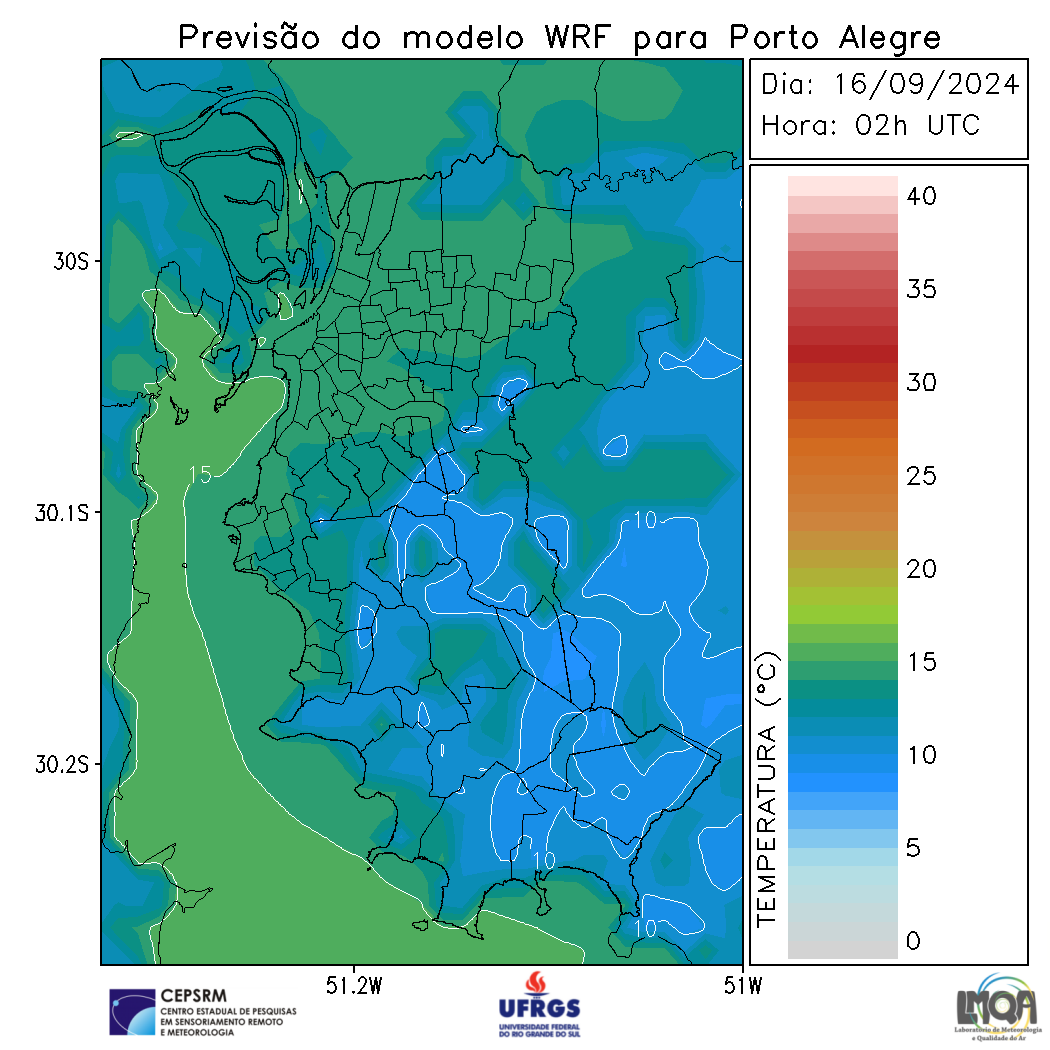 Previsão do modelo WRF para Porto Alegre
Dia: 16/09/2024
Hora: 02h UTC
40
35
30
25
20
15
10
5
0
TEMPERATURA (°C)
30S
30.1S
30.2S
51.2W
51W
15
10
10
10
CEPSRM
CENTRO ESTADUAL DE PESQUISAS
EM SENSORIAMENTO REMOTO
E METEOROLOGIA
UFRGS
UNIVERSIDADE FEDERAL
DO RIO GRANDE DO SUL
LMQA
Laboratório de Meteorologia
e Qualidade do Ar